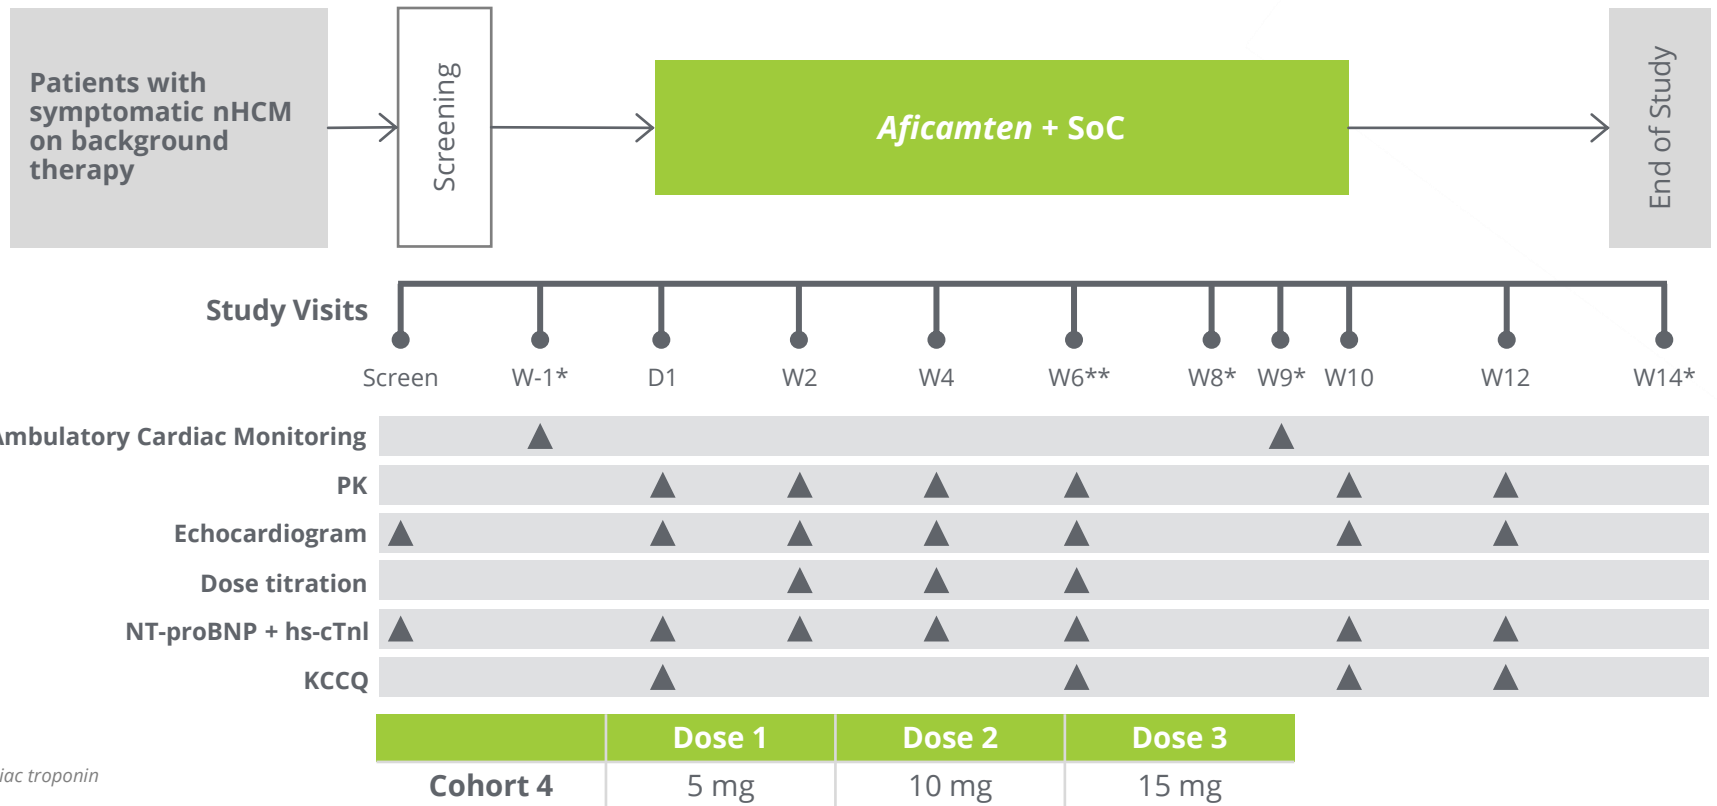 Patients with
symptomatic nHCM
on background
therapy
Screening
Aficamten + SoC
End of Study
Study Visits
Screen W-1* D1 W2 W4 W6** W8* W9* W10 W12 W14*
Ambulatory Cardiac Monitoring
PK
Echocardiogram
Dose titration
NT-proBNP + hs-cTnl
KCCQ
Dose 1 Dose 2 Dose 3
Cohort 4 5 mg 10 mg 15 mg
troponin